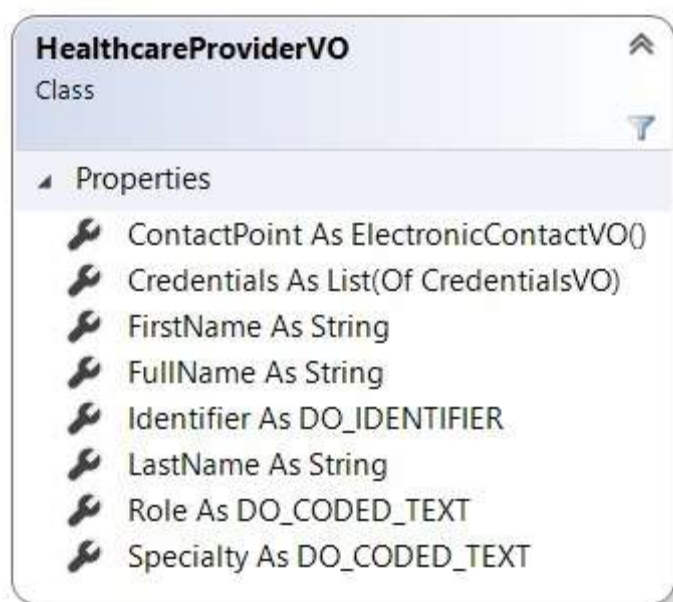 HealthcareProviderVO
Class
Properties
ContactPoint As ElectronicContactVO()
Credentials As List(Of CredentialsVO)
FirstName As String
FullName As String
Identifier As DO_IDENTIFIER
LastName As String
Role As DO_CODED_TEXT
Specialty As DO_CODED_TEXT